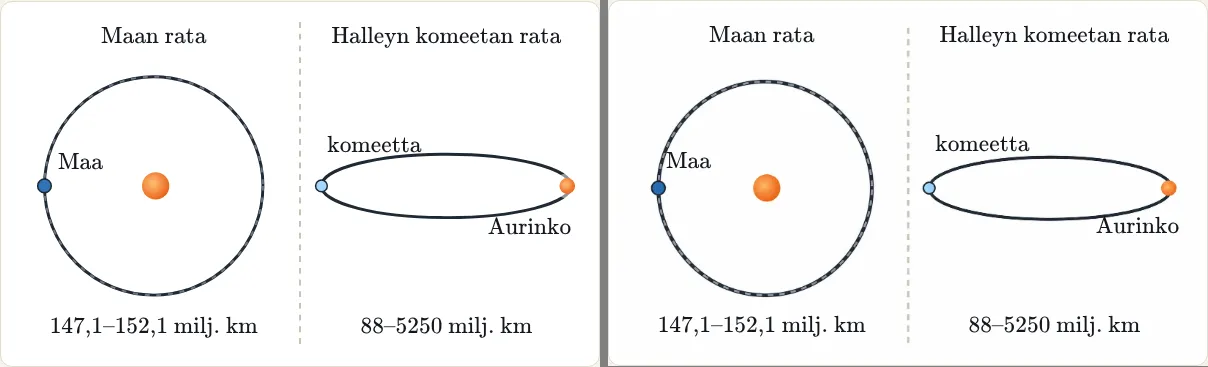 Maan rata
Halleyn komeetan rata
komeetta
Maa
Aurinko
147,1–152,1 milj. km
88–5250 milj. km
Maan rata
Halleyn komeetan rata
komeetta
Maa
Aurinko
147,1–152,1 milj. km
88–5250 milj. km